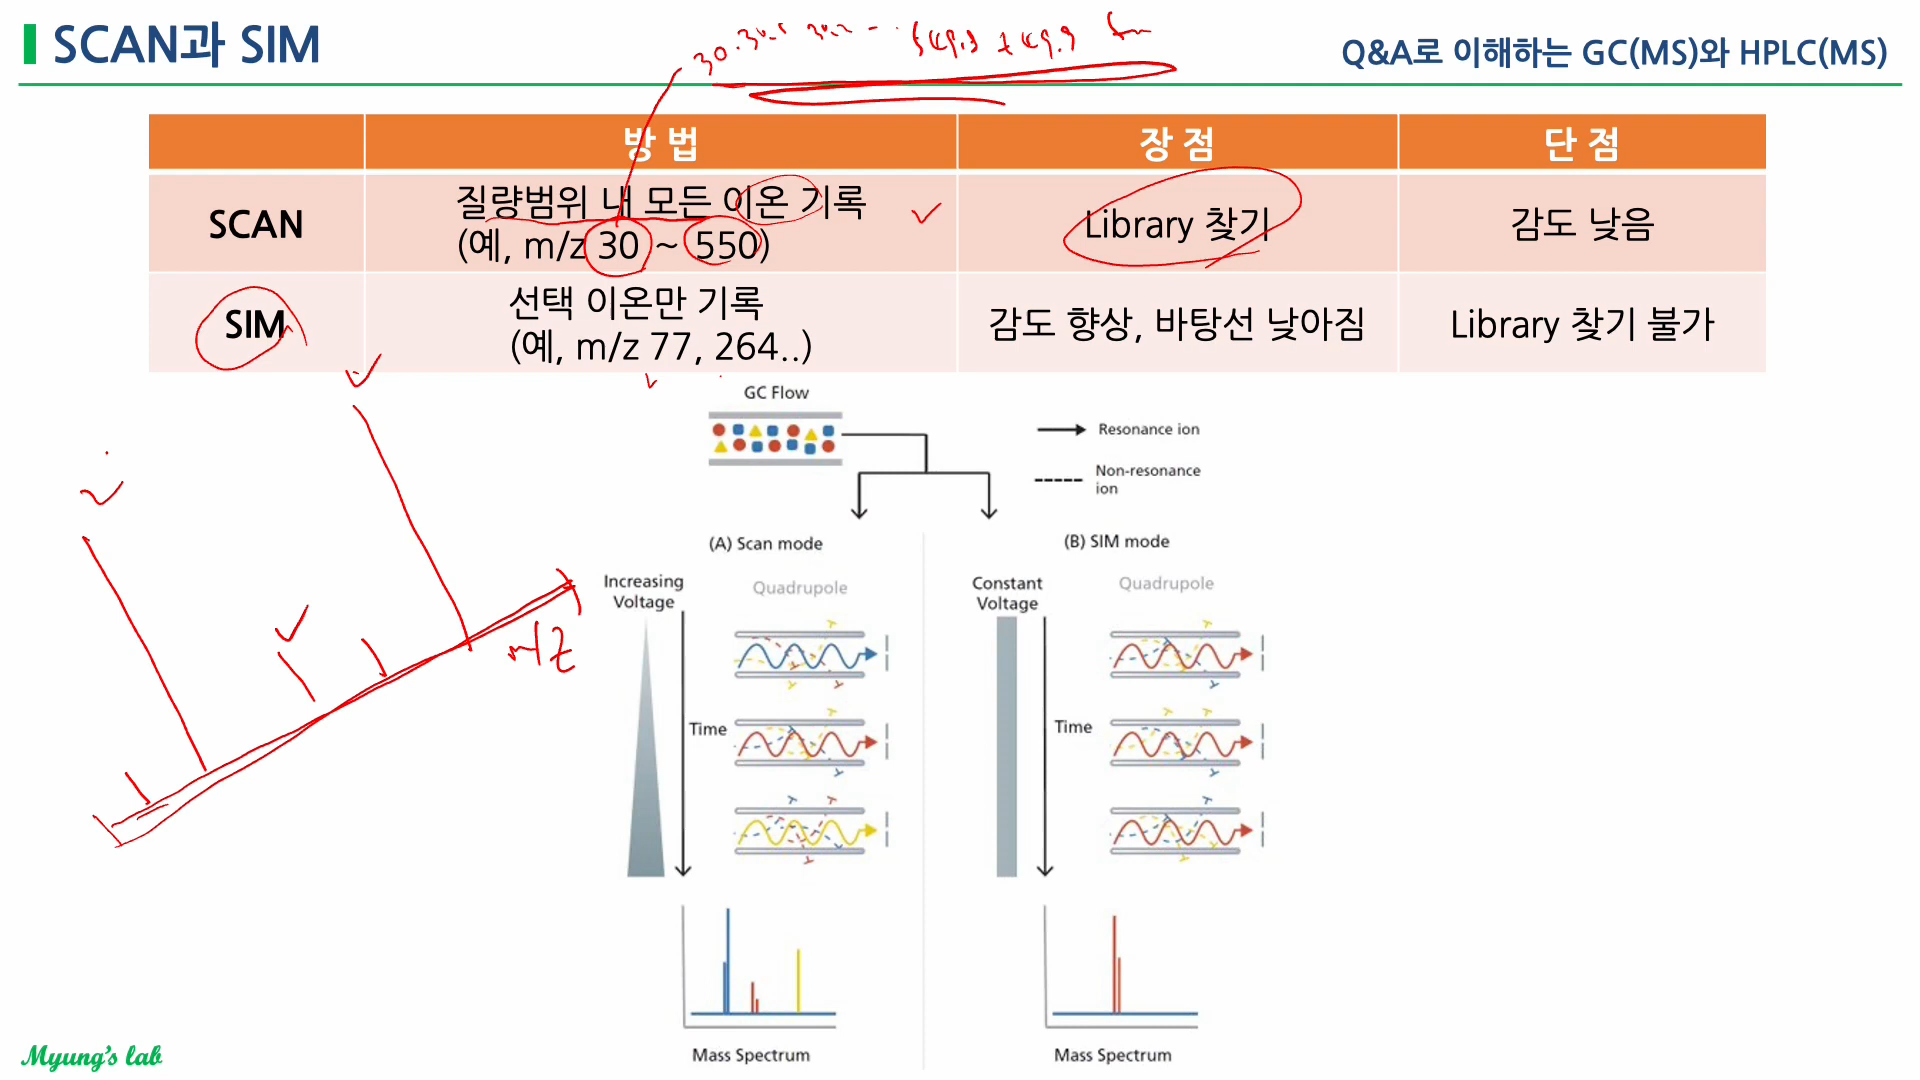 SCAN과 SIM
Q&A로 이해하는 GC(MS)와 HPLC(MS)
방 법
장 점
단 점
SCAN
질량범위 내 모든 이온 기록
(예, m/z 30 ~ 550)
Library 찾기
감도 낮음
SIM
선택 이온만 기록
(예, m/z 77, 264..)
감도 향상, 바탕선 낮아짐
Library 찾기 불가
GC Flow
Resonance ion
Non-resonance
ion
(A) Scan mode
(B) SIM mode
Increasing
Voltage
Quadrupole
Constant
Voltage
Quadrupole
m/z
Time
Time
Mass Spectrum
Mass Spectrum
Myung's lab